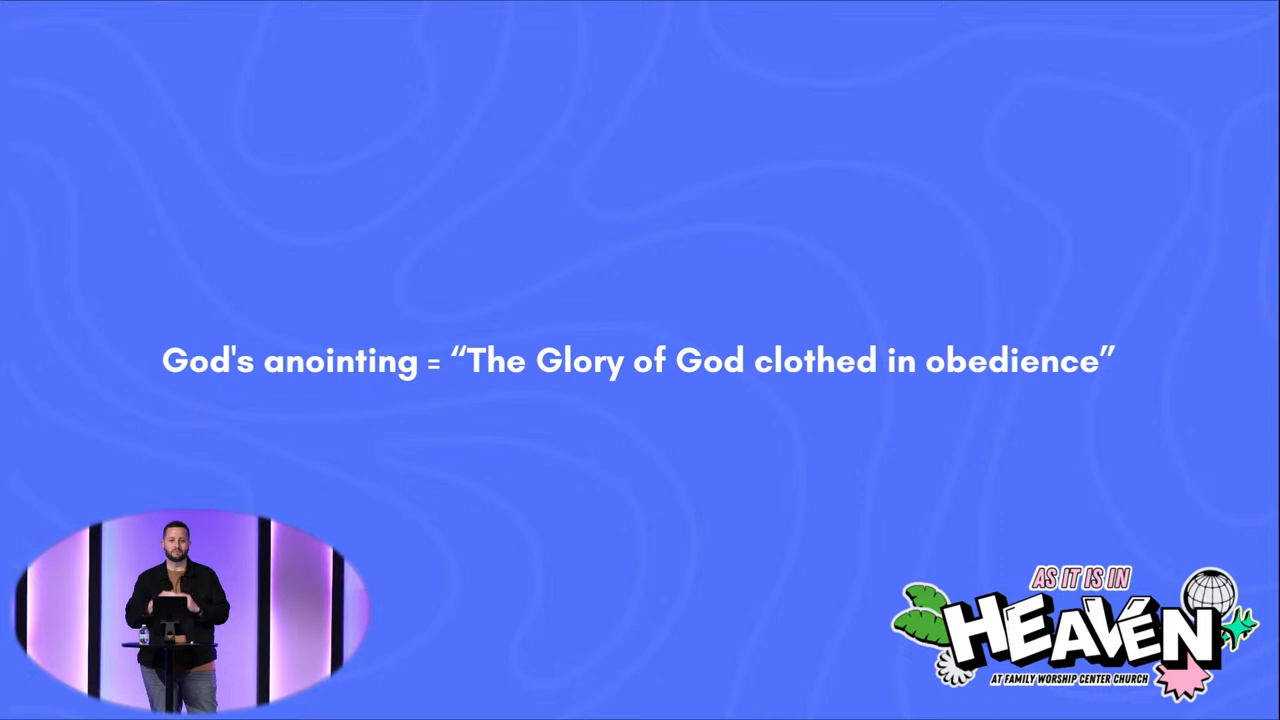 God's anointing = “The Glory of God clothed in obedience”
AS IT IS IN
HEAVEN
AT FAMILY WORSHIP CENTER CHURCH